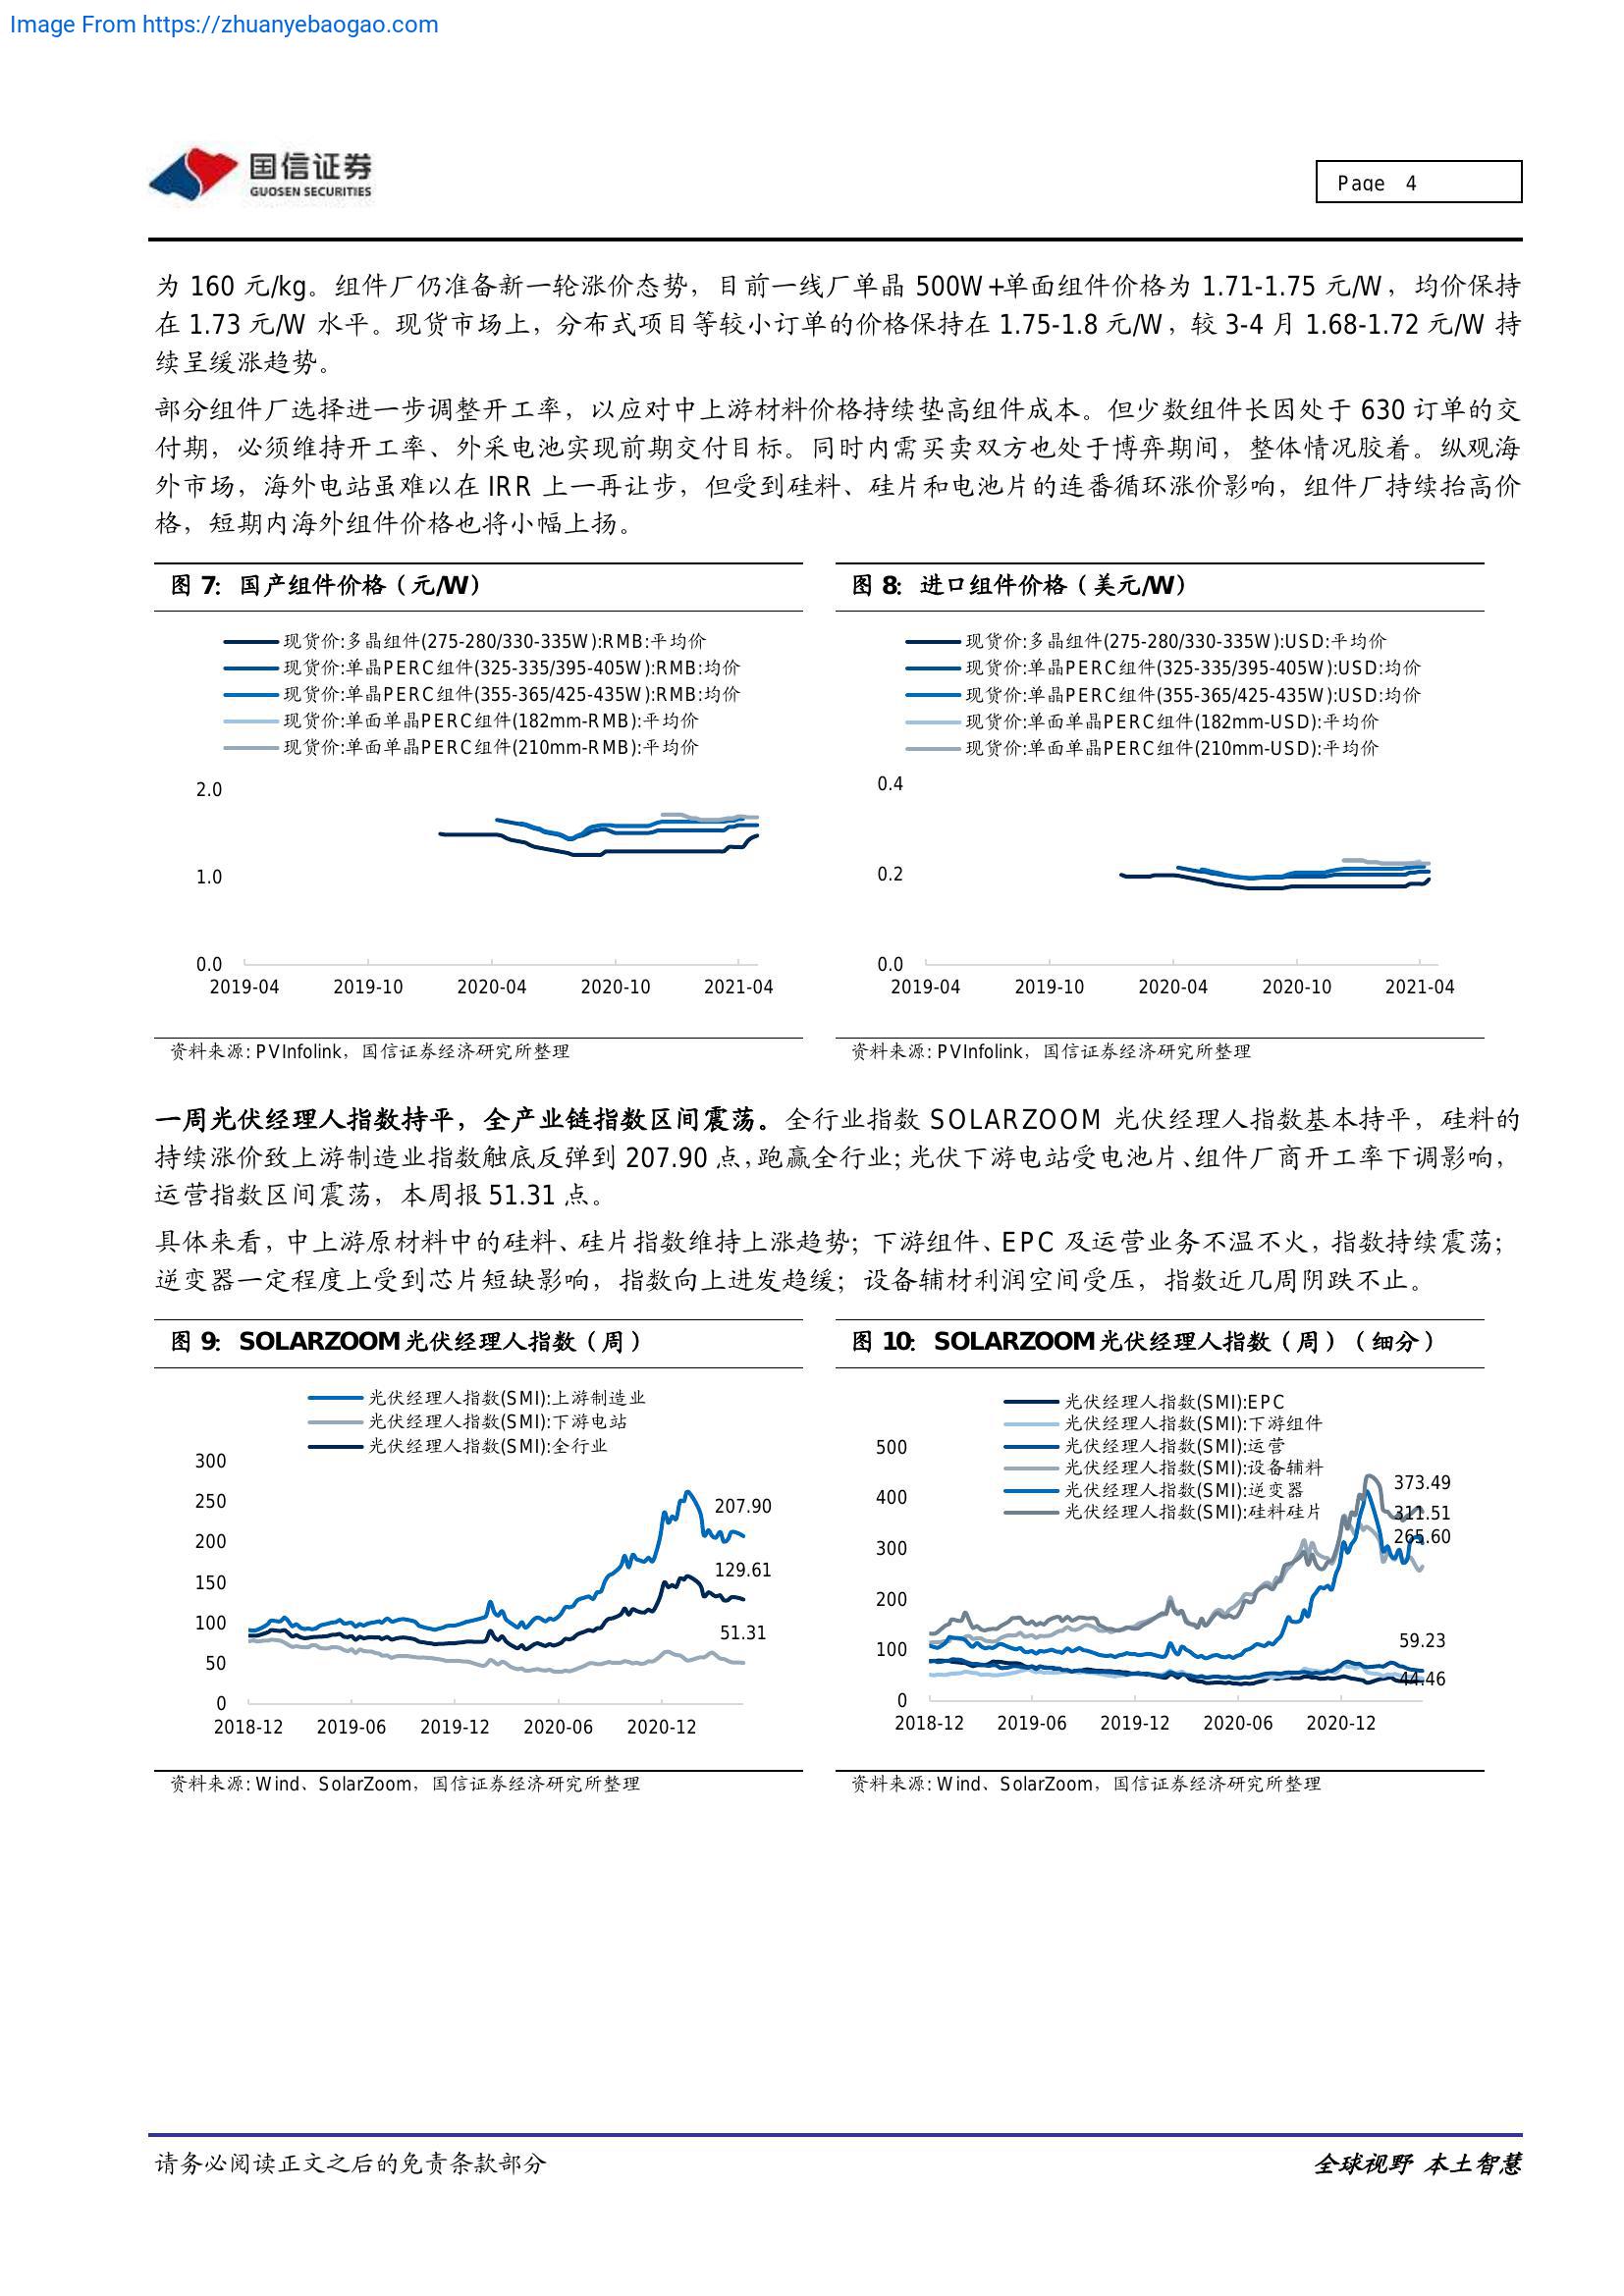 Image From https://zhuanyebaogao.com
国信证券
GUOSEN SECURITIES
Page 4
为 160 元/kg。组件厂仍准备新一轮涨价态势，目前一线厂单晶 500W+单面组件价格为 1.71-1.75 元/W，均价保持
在 1.73 元/W 水平。现货市场上，分布式项目等较小订单的价格保持在 1.75-1.8 元/W，较 3-4 月 1.68-1.72 元/W 持
续呈缓涨趋势。
部分组件厂选择进一步调整开工率，以应对中上游材料价格持续垫高组件成本。但少数组件长因处于 630 订单的交
付期，必须维持开工率、外采电池实现前期交付目标。同时内需买卖双方也处于博弈期间，整体情况胶着。纵观海
外市场，海外电站虽难以在 IRR 上一再让步，但受到硅料、硅片和电池片的连番循环涨价影响，组件厂持续抬高价
格，短期内海外组件价格也将小幅上扬。
图 7：国产组件价格（元/W）
现货价:多晶组件(275-280/330-335W):RMB:平均价
现货价:单晶PERC组件(325-335/395-405W):RMB:均价
现货价:单晶PERC组件(355-365/425-435W):RMB:均价
现货价:单面单晶PERC组件(182mm-RMB):平均价
现货价:单面单晶PERC组件(210mm-RMB):平均价
2.0
1.0
0.0
2019-04 2019-10 2020-04 2020-10 2021-04
资料来源: PVInfolink，国信证券经济研究所整理
图 8：进口组件价格（美元/W）
现货价:多晶组件(275-280/330-335W):USD:平均价
现货价:单晶PERC组件(325-335/395-405W):USD:均价
现货价:单晶PERC组件(355-365/425-435W):USD:均价
现货价:单面单晶PERC组件(182mm-USD):平均价
现货价:单面单晶PERC组件(210mm-USD):平均价
0.4
0.2
0.0
2019-04 2019-10 2020-04 2020-10 2021-04
资料来源: PVInfolink，国信证券经济研究所整理
一周光伏经理人指数持平，全产业链指数区间震荡。全行业指数 SOLARZOOM 光伏经理人指数基本持平，硅料的
持续涨价致上游制造业指数触底反弹到 207.90 点，跑赢全行业；光伏下游电站受电池片、组件厂商开工率下调影响，
运营指数区间震荡，本周报 51.31 点。
具体来看，中上游原材料中的硅料、硅片指数维持上涨趋势；下游组件、EPC 及运营业务不温不火，指数持续震荡；
逆变器一定程度上受到芯片短缺影响，指数向上进发趋缓；设备辅材利润空间受压，指数近几周阴跌不止。
图 9：SOLARZOOM 光伏经理人指数（周）
光伏经理人指数(SMI):上游制造业
光伏经理人指数(SMI):下游电站
光伏经理人指数(SMI):全行业
300
250
200
150
100
50
0
207.90
129.61
51.31
2018-12 2019-06 2019-12 2020-06 2020-12
资料来源: Wind、SolarZoom，国信证券经济研究所整理
图 10：SOLARZOOM 光伏经理人指数（周）（细分）
光伏经理人指数(SMI):EPC
光伏经理人指数(SMI):下游组件
光伏经理人指数(SMI):运营
光伏经理人指数(SMI):设备辅料
光伏经理人指数(SMI):逆变器
光伏经理人指数(SMI):硅料硅片
500
400
300
200
100
0
373.49
311.51
265.60
59.23
44.46
2018-12 2019-06 2019-12 2020-06 2020-12
资料来源: Wind、SolarZoom，国信证券经济研究所整理
请务必阅读正文之后的免责条款部分
全球视野 本土智慧